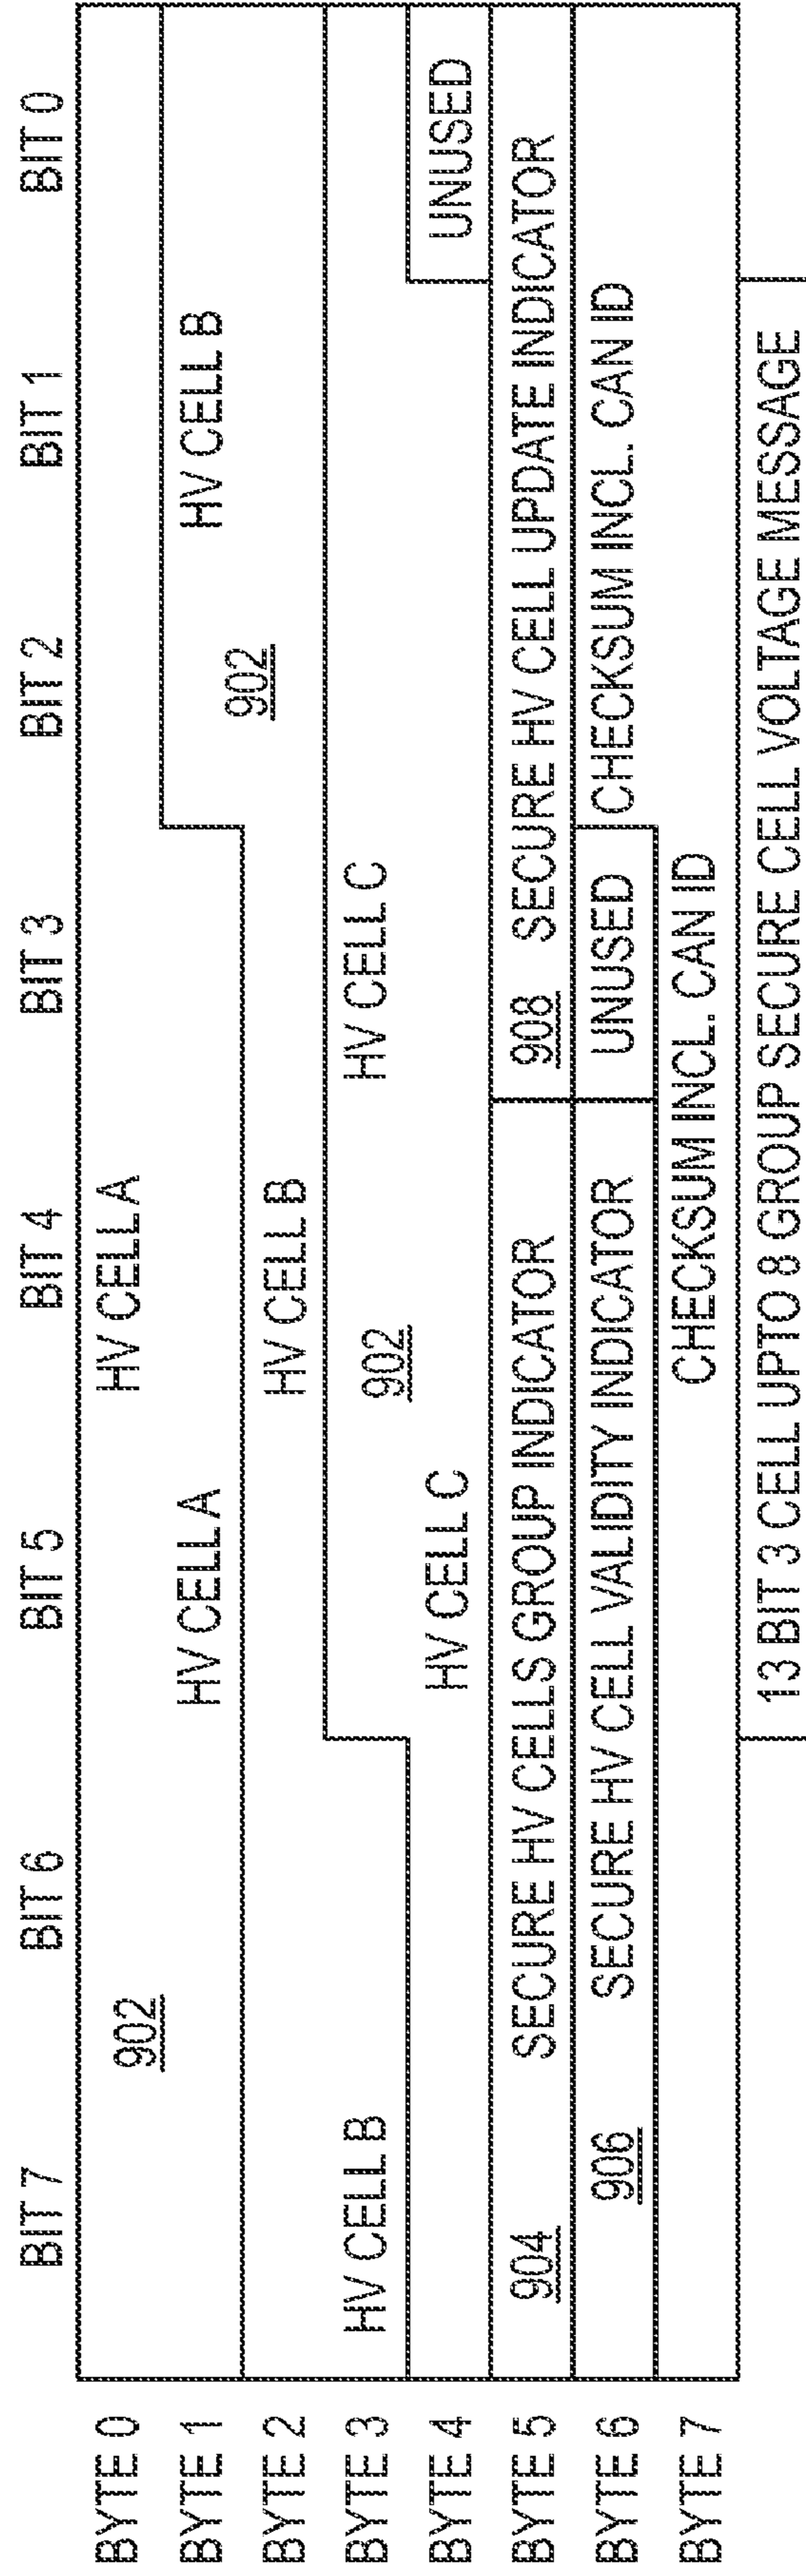 BIT 7 BIT 6 BIT 5 BIT 4 BIT 3 BIT 2 BIT 1 BIT 0
BYTE 0 902 HV CELL A
BYTE 1 HV CELL A 902 HV CELL B
BYTE 2 HV CELL B
BYTE 3 HV CELL B 902 HV CELL C
BYTE 4 HV CELL C UNUSED
BYTE 5 904 SECURE HV CELLS GROUP INDICATOR 908 SECURE HV CELL UPDATE INDICATOR
BYTE 6 906 SECURE HV CELL VALIDITY INDICATOR UNUSED CHECKSUM INCL. CAN ID
BYTE 7 CHECKSUM INCL. CAN ID
13 BIT 3 CELL UPTO 8 GROUP SECURE CELL VOLTAGE MESSAGE